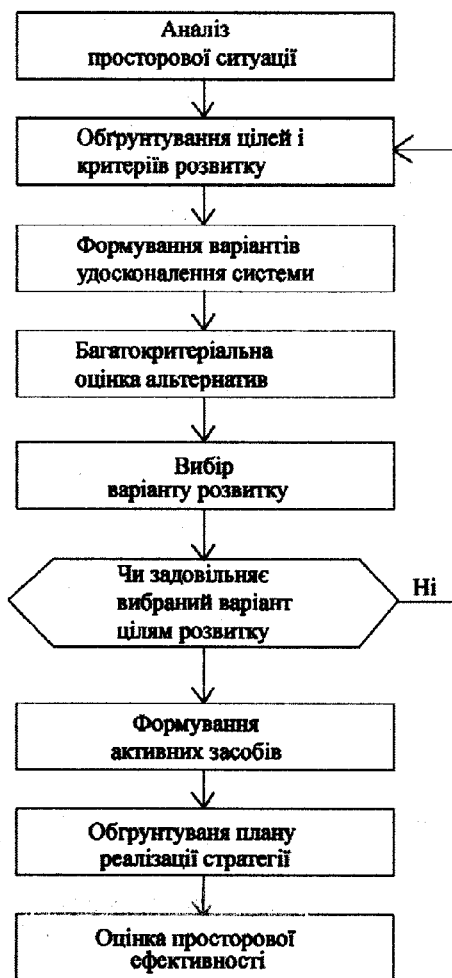 Аналіз
просторової ситуації
Обґрунтування цілей і
критеріїв розвитку
Формування варіантів
удосконалення системи
Багатокритеріальна
оцінка альтернатив
Вибір
варіанту розвитку
Чи задовільняє
вибраний варіант
цілям розвитку
Ні
Формування
активних засобів
Обґрунтуваня плану
реалізації стратегії
Оцінка просторової
ефективності